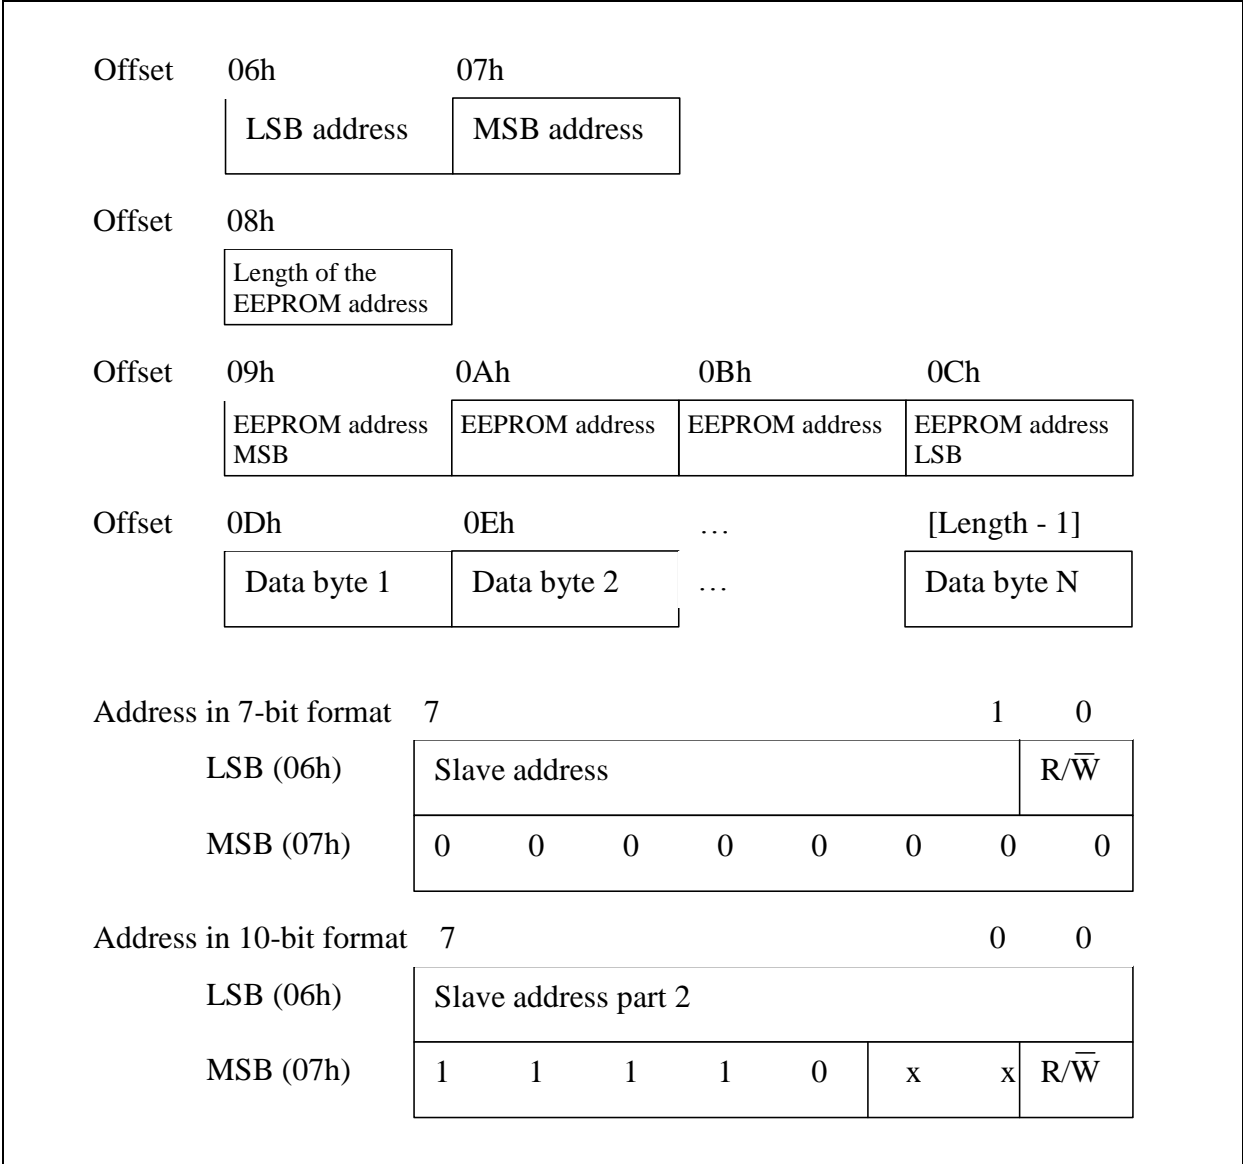 Offset 06h 07h
LSB address MSB address
Offset 08h
Length of the
EEPROM address
Offset 09h 0Ah 0Bh 0Ch
EEPROM address EEPROM address EEPROM address EEPROM address
MSB LSB
Offset 0Dh 0Eh … [Length - 1]
Data byte 1 Data byte 2 … Data byte N
Address in 7-bit format 7 1 0
LSB (06h) Slave address R/W̅
MSB (07h) 0 0 0 0 0 0 0 0
Address in 10-bit format 7 0 0
LSB (06h) Slave address part 2
MSB (07h) 1 1 1 1 0 x x R/W̅